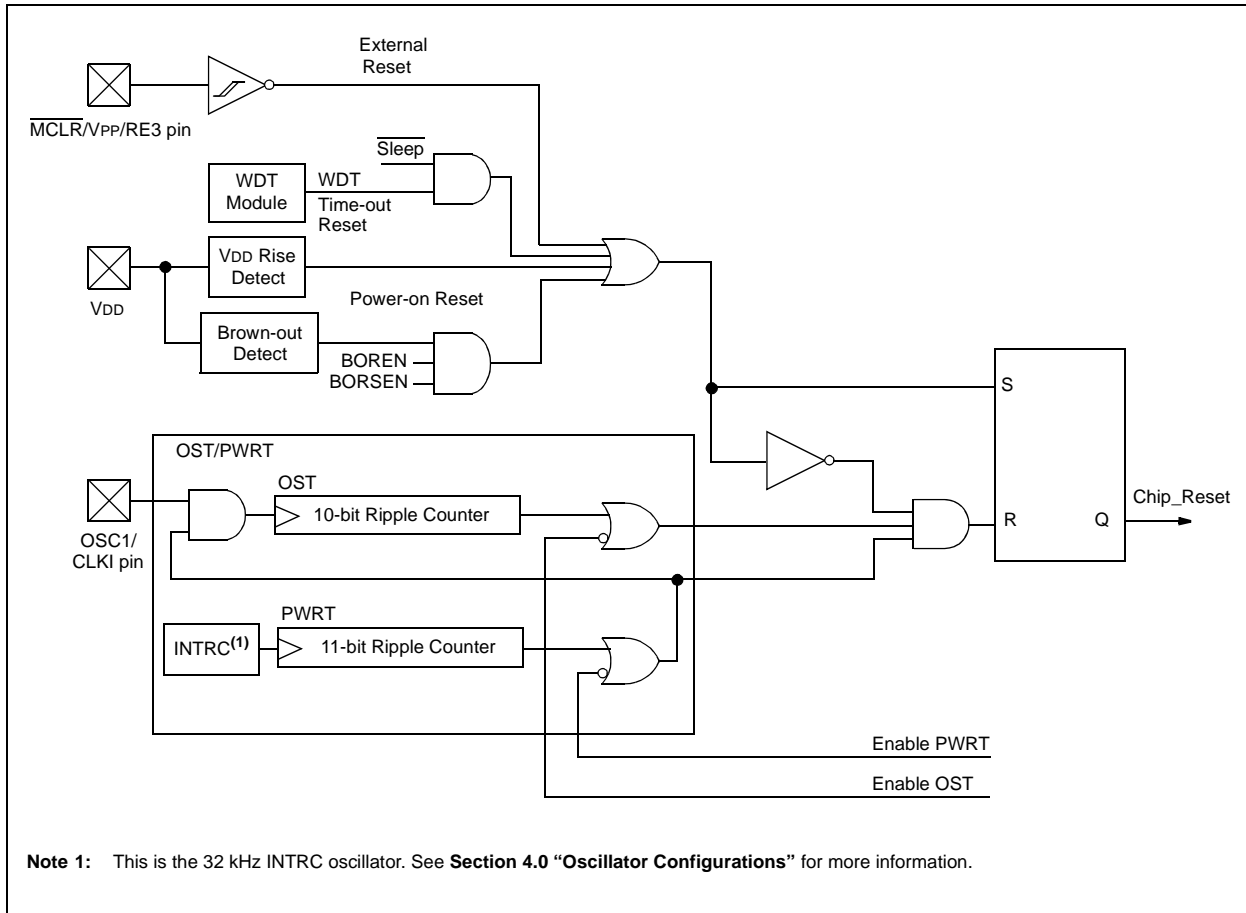 External
Reset
MCLR/VPP/RE3 pin
Sleep
WDT
Module
WDT
Time-out
Reset
VDD
VDD Rise
Detect
Power-on Reset
Brown-out
Detect
BOREN
BORSEN
S
OST/PWRT
OSC1/
CLKI pin
OST
10-bit Ripple Counter
R
Q
Chip_Reset
PWRT
INTRC(1)
11-bit Ripple Counter
Enable PWRT
Enable OST
Note 1: This is the 32 kHz INTRC oscillator. See Section 4.0 “Oscillator Configurations” for more information.